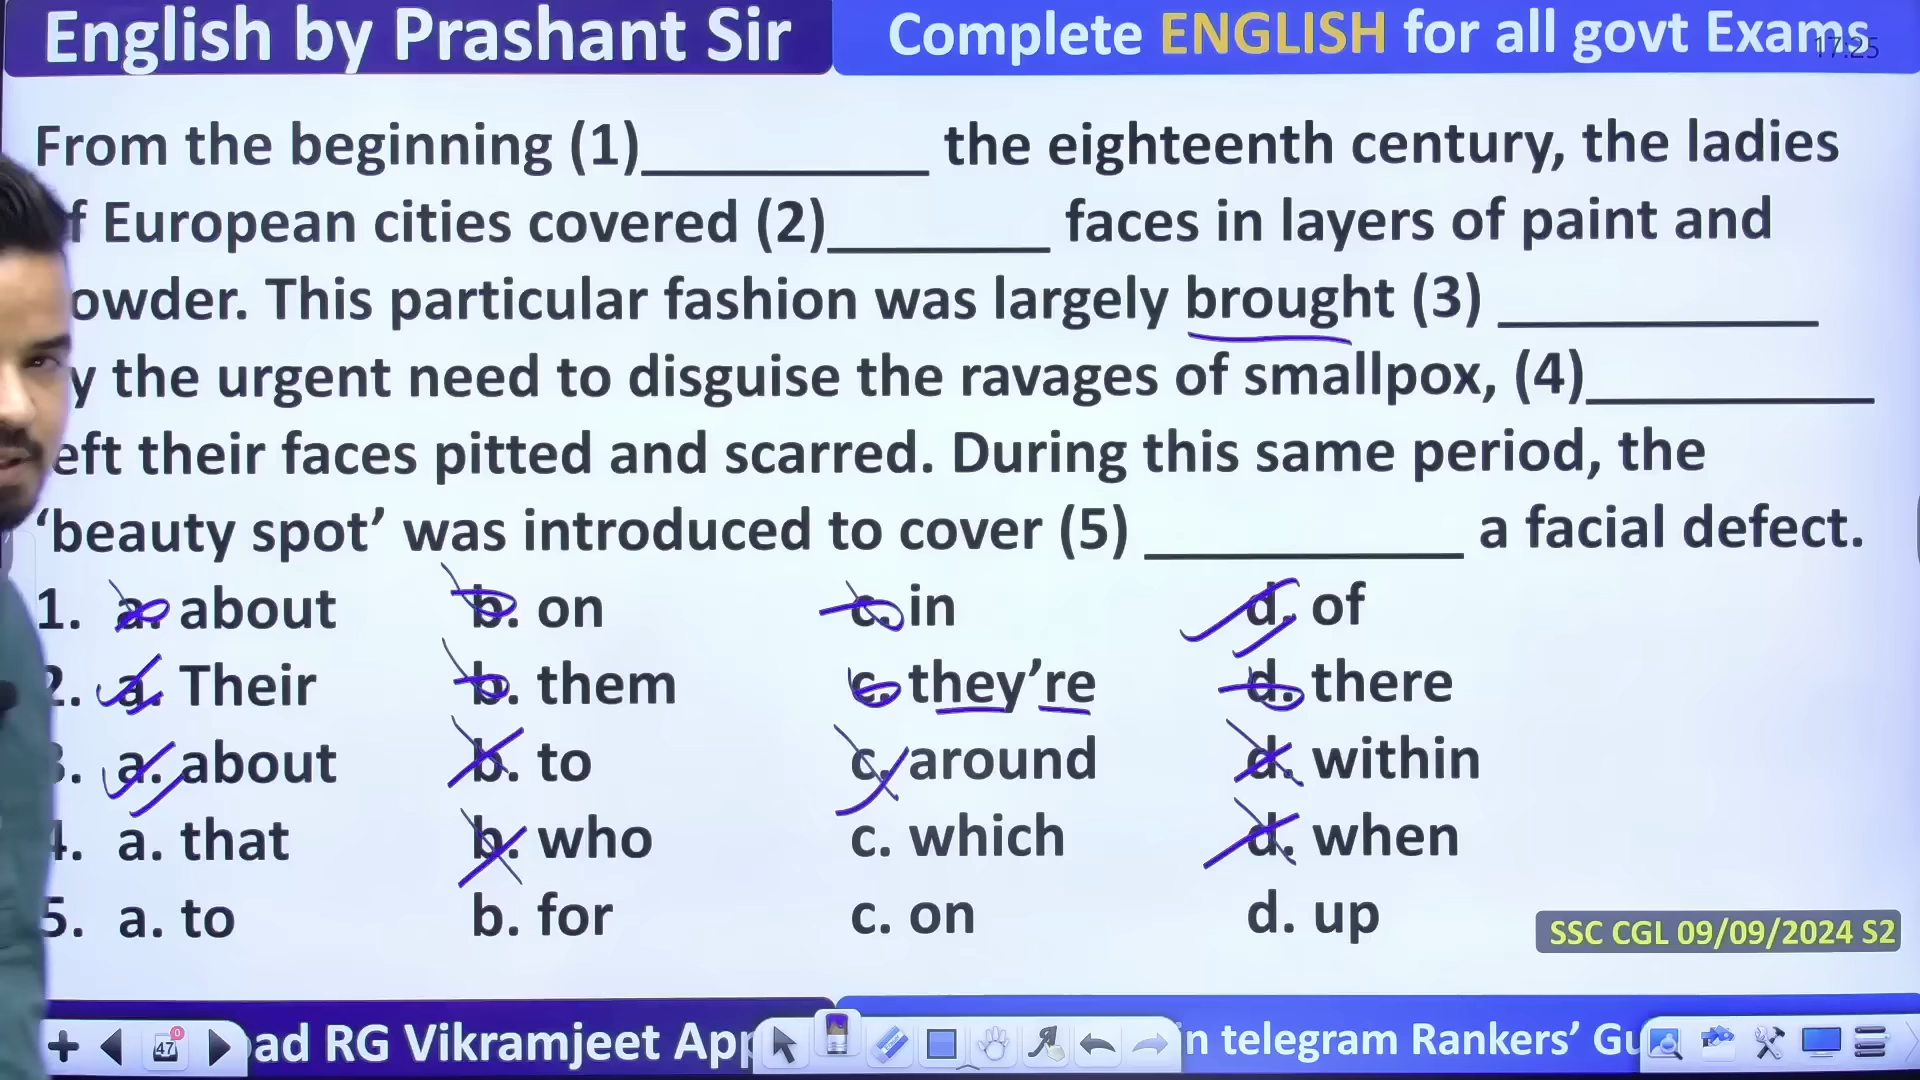 English by Prashant Sir
Complete ENGLISH for all govt Exams
17:25
From the beginning (1)_________ the eighteenth century, the ladies
f European cities covered (2)_______ faces in layers of paint and
owder. This particular fashion was largely brought (3) __________
y the urgent need to disguise the ravages of smallpox, (4)_________
eft their faces pitted and scarred. During this same period, the
‘beauty spot’ was introduced to cover (5) __________ a facial defect.
1. a. about b. on c. in d. of
2. a. Their b. them c. they’re d. there
3. a. about b. to c. around d. within
4. a. that b. who c. which d. when
5. a. to b. for c. on d. up
SSC CGL 09/09/2024 S2
ad RG Vikramjeet App
in telegram Rankers’ Gu
47
0